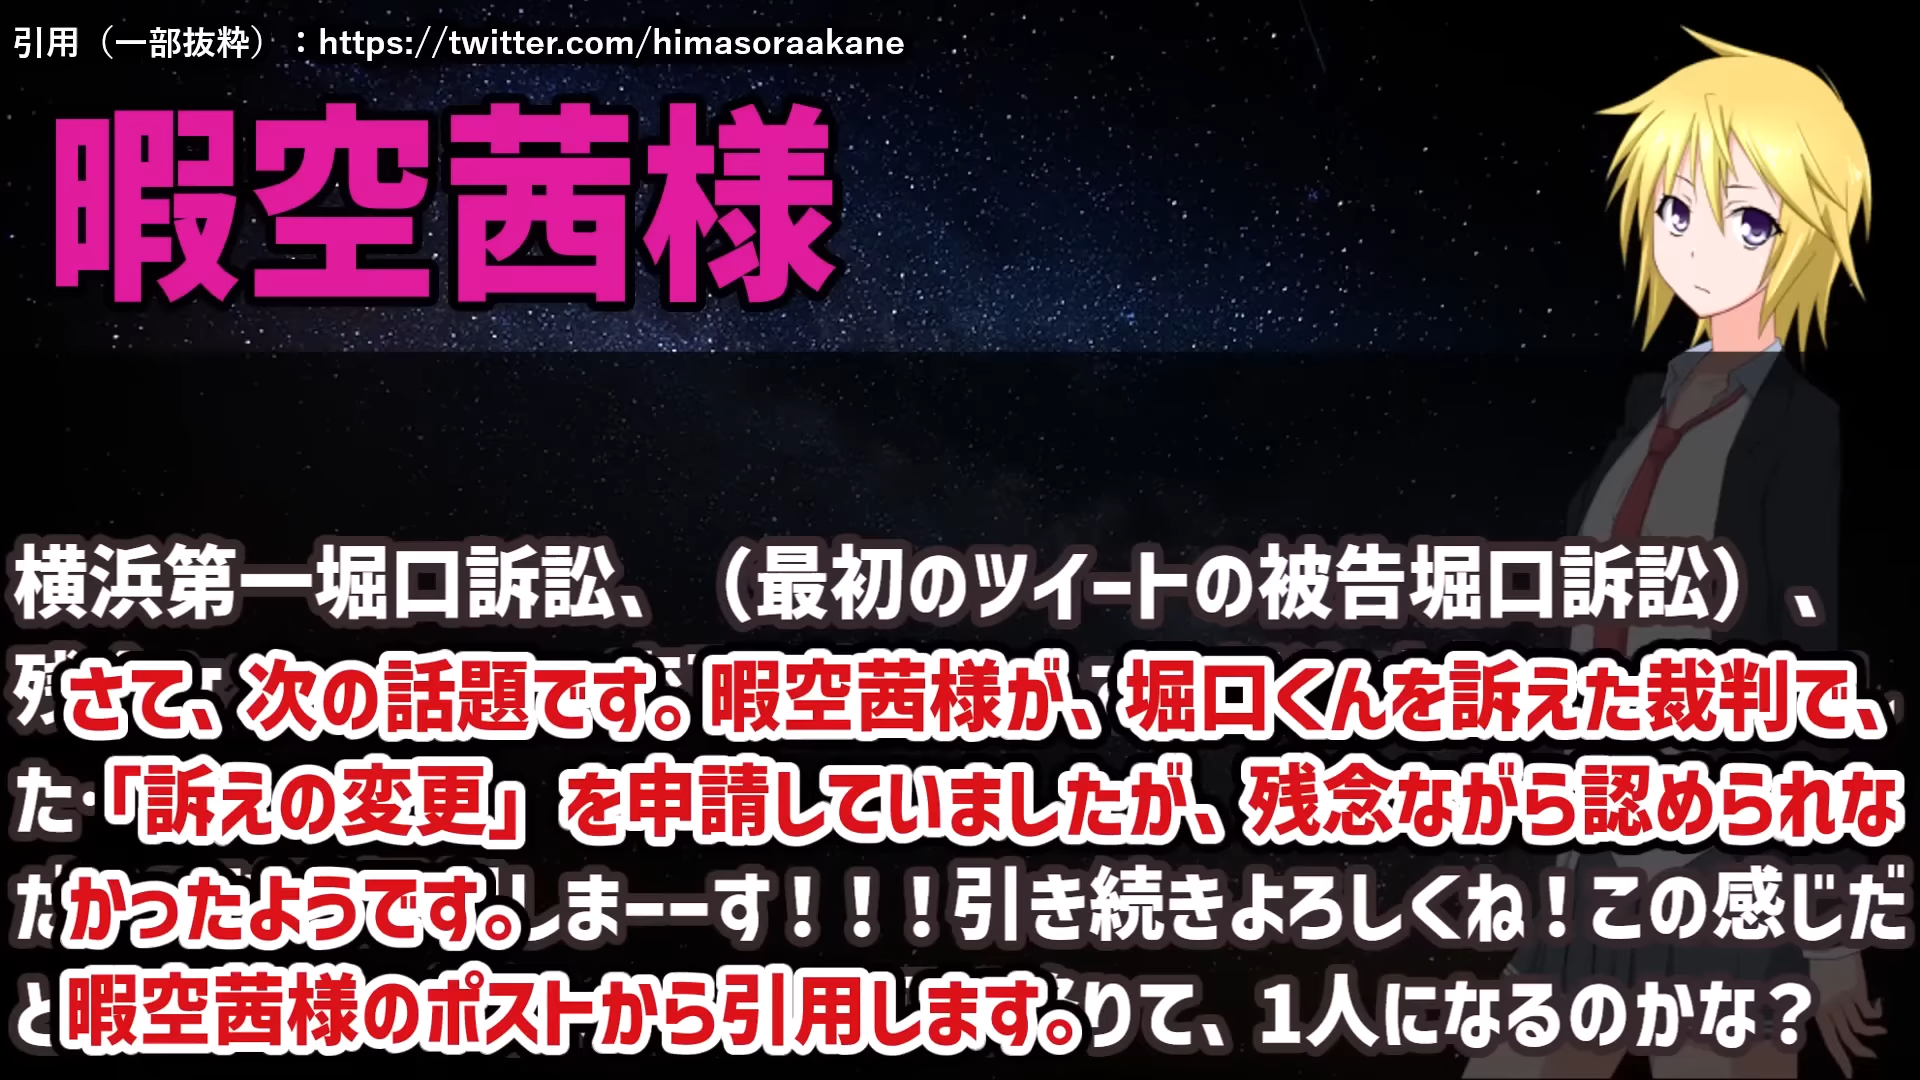 引用（一部抜粋）：https://twitter.com/himasoraakane
暇空茜様
横浜第一堀口訴訟、（最初のツイートの被告堀口訴訟）、
さて、次の話題です。暇空茜様が、堀口くんを訴えた裁判で、
「訴えの変更」を申請していましたが、残念ながら認められな
かったようです。
しまーーす！！！引き続きよろしくね！この感じだ
暇空茜様のポストから引用します。
りて、1人になるのかな？